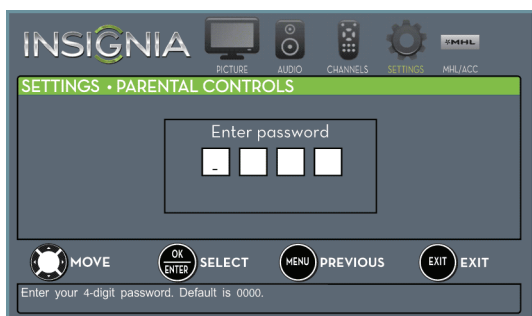 INSIGNIA
PICTURE AUDIO CHANNELS SETTINGS MHL/ACC
MHL
SETTINGS • PARENTAL CONTROLS
Enter password
_
MOVE OK ENTER SELECT MENU PREVIOUS EXIT EXIT
Enter your 4-digit password. Default is 0000.